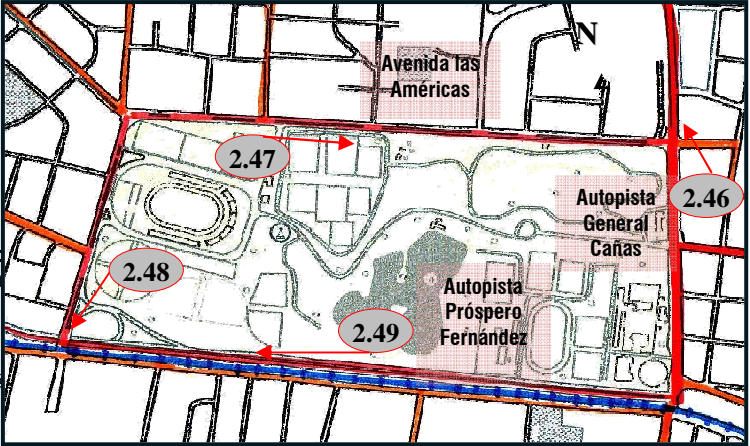 N
Avenida las
Américas
2.47
2.46
Autopista
General
Cañas
2.48
Autopista
Próspero
Fernández
2.49